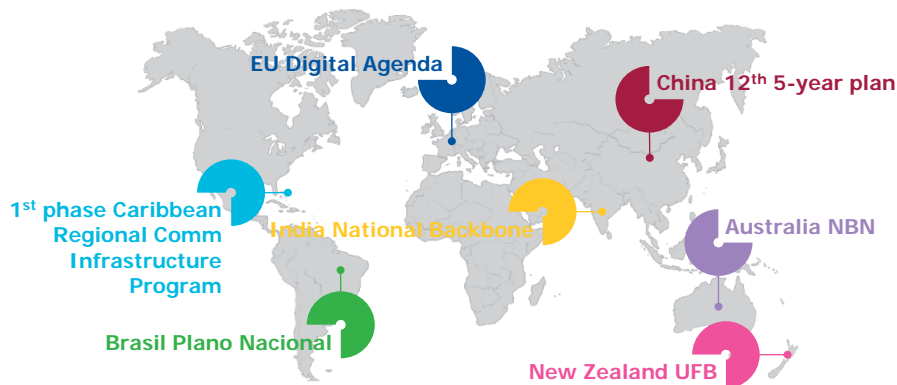 EU Digital Agenda
China 12th 5-year plan
1st phase Caribbean
Regional Comm
Infrastructure
Program
India National Backbone
Australia NBN
Brasil Plano Nacional
New Zealand UFB